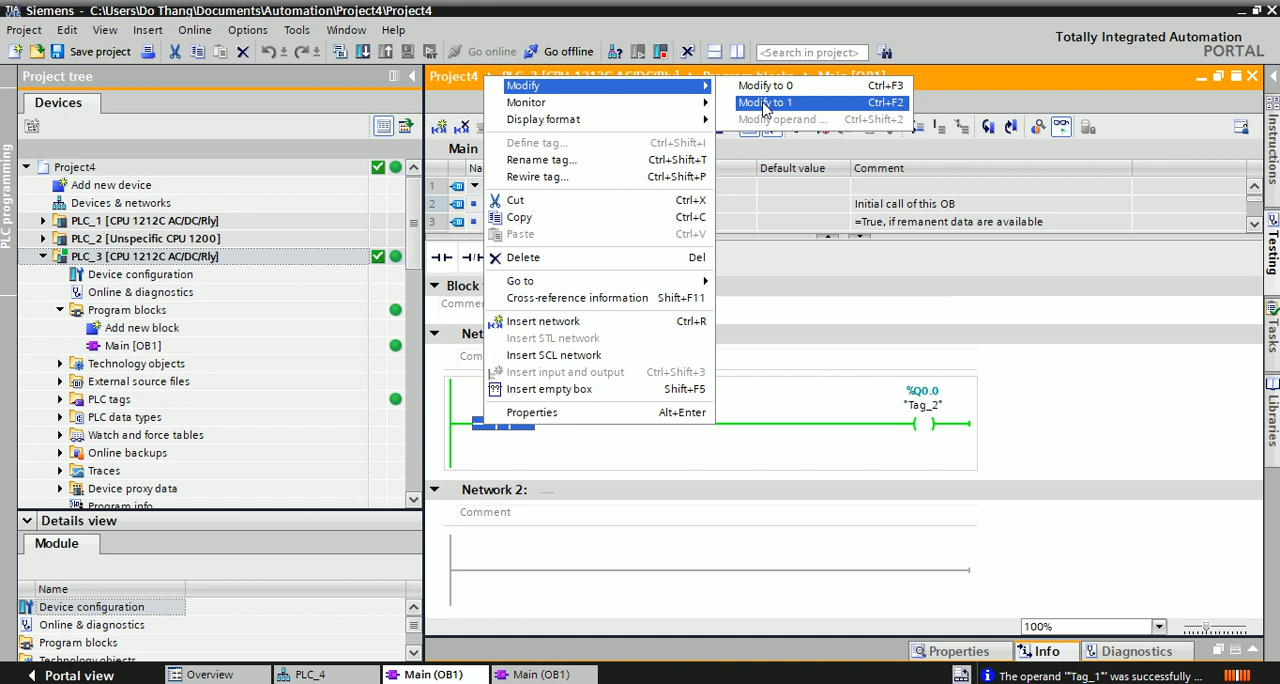 Siemens - C:\Users\Do Thang\Documents\Automation\Project4\Project4
Project Edit View Insert Online Options Tools Window Help
Totally Integrated Automation
PORTAL
Save project Go online Go offline <Search in project>
Project tree
Devices
PLC programming
Project4
Add new device
Devices & networks
PLC_1 [CPU 1212C AC/DC/Rly]
PLC_2 [Unspecific CPU 1200]
PLC_3 [CPU 1212C AC/DC/Rly]
Device configuration
Online & diagnostics
Program blocks
Add new block
Main [OB1]
Technology objects
External source files
PLC tags
PLC data types
Watch and force tables
Online backups
Traces
Device proxy data
Program info
Details view
Module
Name
Device configuration
Online & diagnostics
Program blocks
Technology objects
Project4
Main
Default value Comment
1
2 Initial call of this OB
3 =True, if remanent data are available
Modify
Monitor
Display format
Define tag... Ctrl+Shift+I
Rename tag... Ctrl+Shift+T
Rewire tag... Ctrl+Shift+P
Cut Ctrl+X
Copy Ctrl+C
Paste Ctrl+V
Delete Del
Go to
Cross-reference information Shift+F11
Insert network Ctrl+R
Insert STL network
Insert SCL network
Insert input and output Ctrl+Shift+3
Insert empty box Shift+F5
Properties Alt+Enter
Modify to 0 Ctrl+F3
Modify to 1 Ctrl+F2
Modify operand ... Ctrl+Shift+2
Block
%Q0.0
"Tag_2"
Network 2: .....
Comment
100%
Properties Info Diagnostics
Instructions
Testing
Tasks
Libraries
Portal view Overview PLC_4 Main (OB1) Main (OB1) The operand '"Tag_1"' was successfully ...